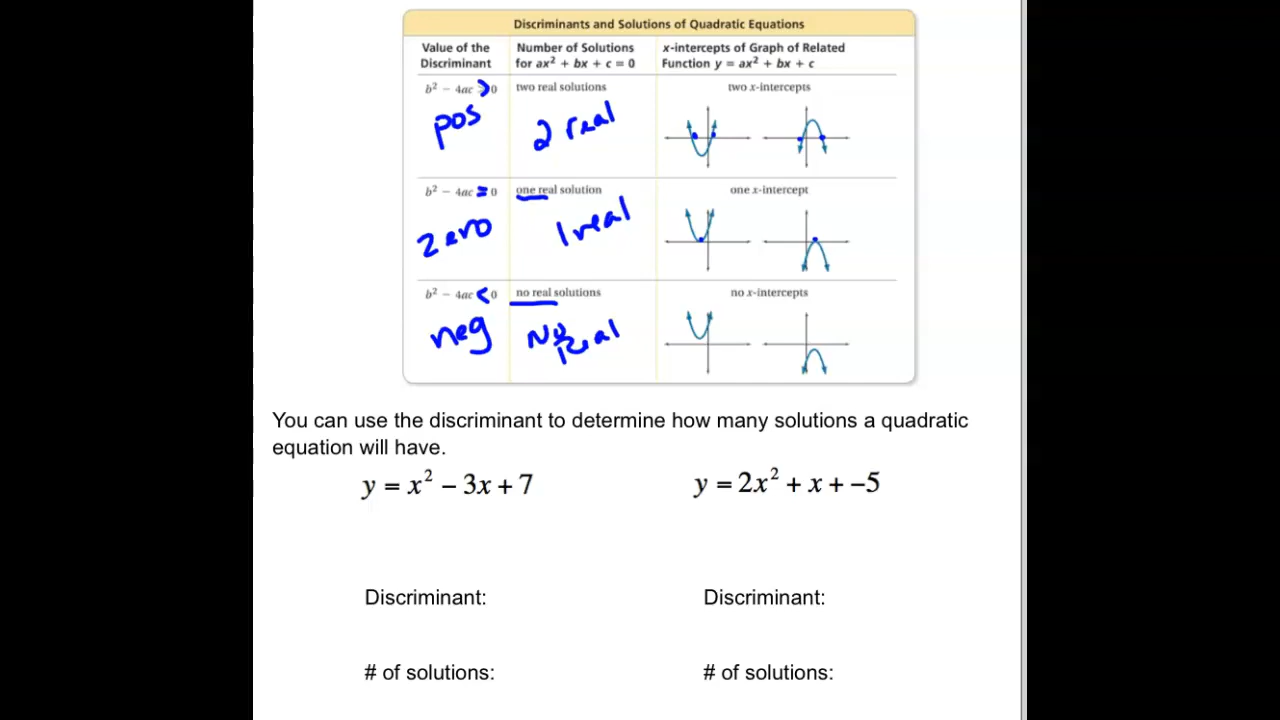 Discriminants and Solutions of Quadratic Equations
Value of the Discriminant
Number of Solutions for ax² + bx + c = 0
x-intercepts of Graph of Related Function y = ax² + bx + c
b² − 4ac > 0
two real solutions
two x-intercepts
pos
2 real
b² − 4ac = 0
one real solution
one x-intercept
zero
1 real
b² − 4ac < 0
no real solutions
no x-intercepts
neg
No Real
You can use the discriminant to determine how many solutions a quadratic
equation will have.
y = x² − 3x + 7
y = 2x² + x + −5
Discriminant:
Discriminant:
# of solutions:
# of solutions: